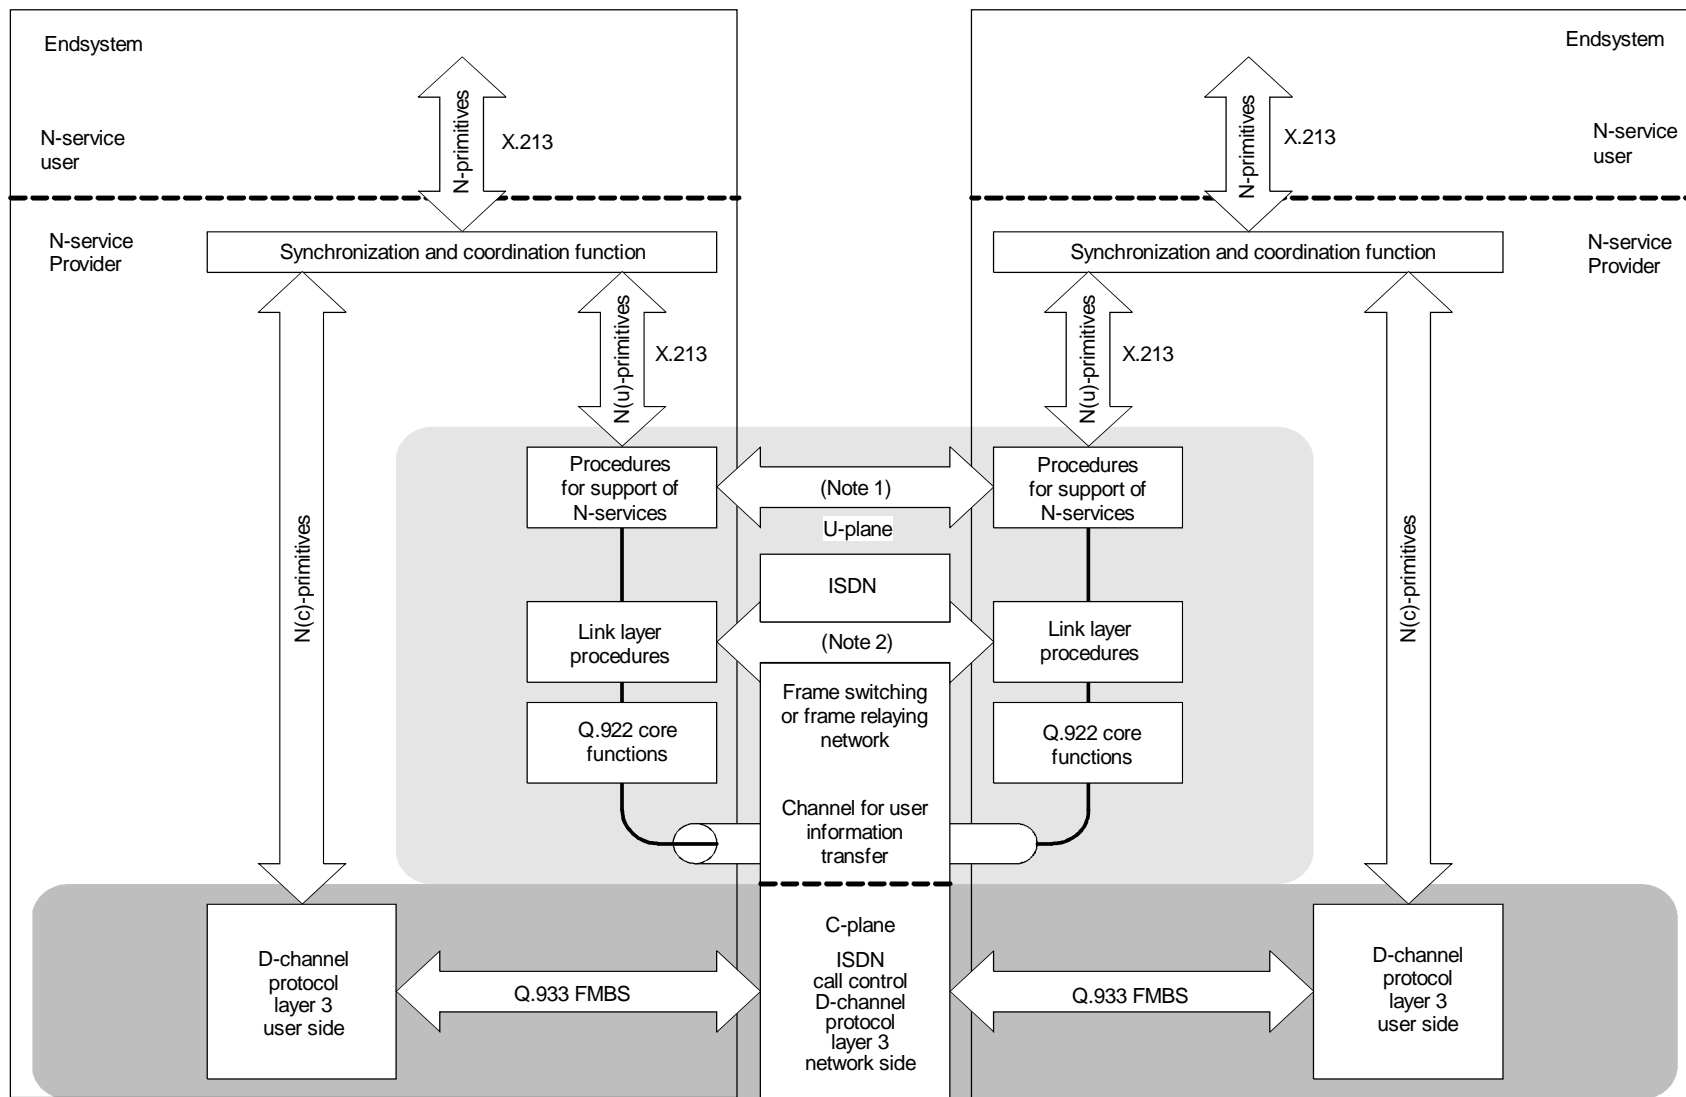 Endsystem
N-primitives
X.213
N-service
user
N-service
Provider
Synchronization and coordination function
N(c)-primitives
N(u)-primitives
X.213
Procedures
for support of
N-services
Link layer
procedures
Q.922 core
functions
D-channel
protocol
layer 3
user side
Q.933 FMBS
(Note 1)
U-plane
ISDN
(Note 2)
Frame switching
or frame relaying
network
Channel for user
information
transfer
C-plane
ISDN
call control
D-channel
protocol
layer 3
network side
Endsystem
N-primitives
X.213
N-service
user
N-service
Provider
Synchronization and coordination function
N(u)-primitives
X.213
N(c)-primitives
Procedures
for support of
N-services
Link layer
procedures
Q.922 core
functions
Q.933 FMBS
D-channel
protocol
layer 3
user side